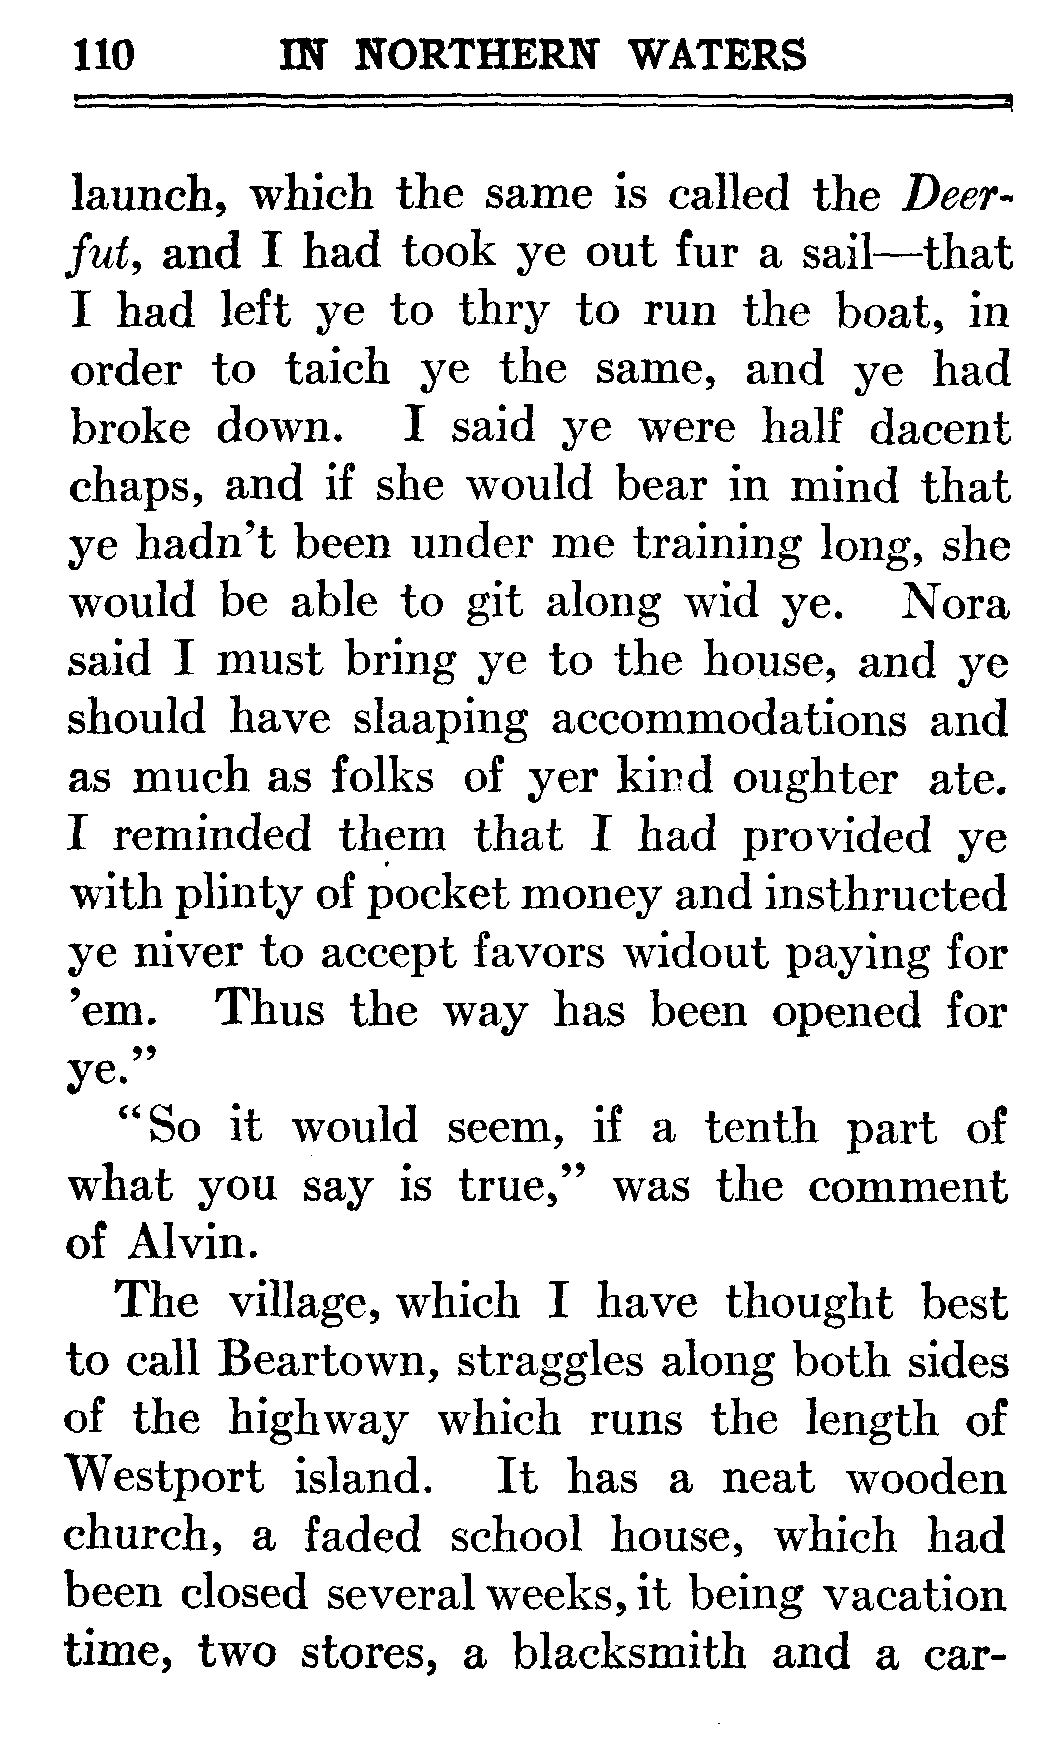 110 IN NORTHERN WATERS
launch, which the same is called the Deer-
fut, and I had took ye out fur a sail—that
I had left ye to thry to run the boat, in
order to taich ye the same, and ye had
broke down. I said ye were half dacent
chaps, and if she would bear in mind that
ye hadn't been under me training long, she
would be able to git along wid ye. Nora
said I must bring ye to the house, and ye
should have slaaping accommodations and
as much as folks of yer kind oughter ate.
I reminded them that I had provided ye
with plinty of pocket money and insthructed
ye niver to accept favors widout paying for
'em. Thus the way has been opened for
ye."
"So it would seem, if a tenth part of
what you say is true," was the comment
of Alvin.
The village, which I have thought best
to call Beartown, straggles along both sides
of the highway which runs the length of
Westport island. It has a neat wooden
church, a faded school house, which had
been closed several weeks, it being vacation
time, two stores, a blacksmith and a car-